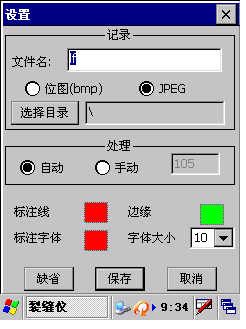 设置
记录
文件名:
位图(bmp) JPEG
选择目录 \
处理
自动 手动 105
标注线 边缘
标注字体 字体大小 10
缺省 保存 取消
裂缝仪 9:34